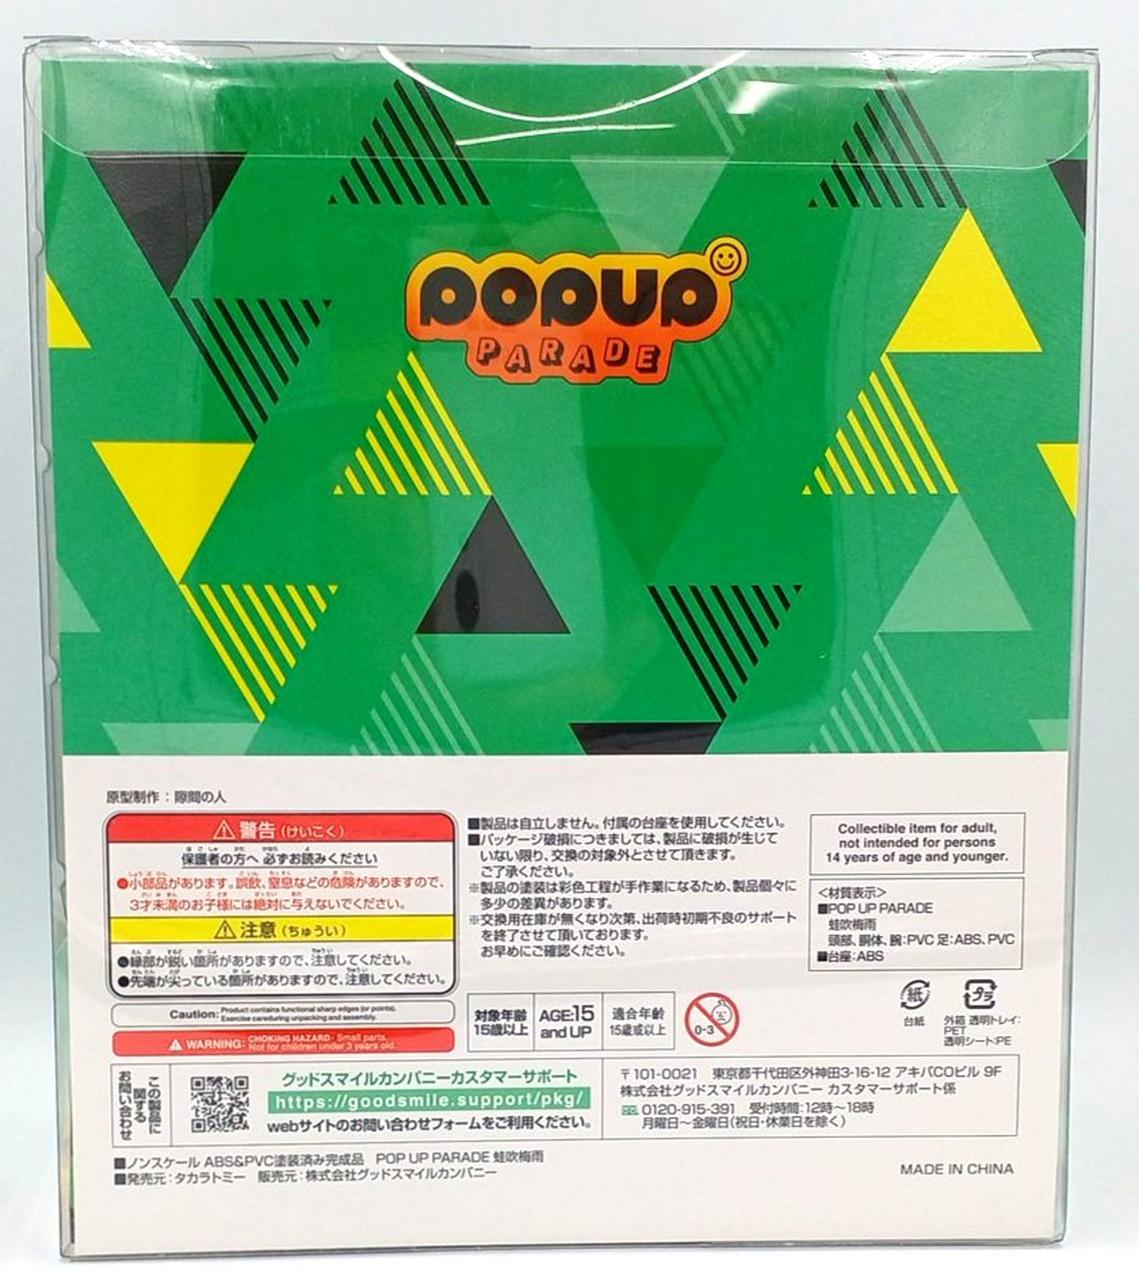 POPUP
PARADE
原型制作：隙間の人
警告(けいこく)
保護者の方へ 必ずお読みください
●小部品があります。誤飲、窒息などの危険がありますので、
3才未満のお子様には絶対に与えないでください。
注意(ちゅうい)
●縁部が鋭い箇所がありますので、注意してください。
●先端が尖っている箇所がありますので、注意してください。
Caution: Product contains functional sharp edges (or points).
Exercise careduring unpacking and assembly.
WARNING: CHOKING HAZARD- Small parts.
Not for children under 3 years old.
■製品は自立しません。付属の台座を使用してください。
■パッケージ破損につきましては、製品に破損が生じて
いない限り、交換の対象外とさせて頂きます。
ご了承ください。
※製品の塗装は彩色工程が手作業になるため、製品個々に
多少の差異があります。
※交換用在庫が無くなり次第、出荷時初期不良のサポート
を終了させて頂いております。
お早めにご確認ください。
対象年齢
15歳以上
AGE:15
and UP
適合年齢
15歳或以上
0-3
Collectible item for adult,
not intended for persons
14 years of age and younger.
<材質表示>
■POP UP PARADE
蛙吹梅雨
頭部、胴体、腕:PVC 足:ABS、PVC
■台座:ABS
紙
台紙
プラ
外箱 透明トレイ:
PET
透明シート:PE
この製品に
関する
お問い合わせ
グッドスマイルカンパニーカスタマーサポート
https://goodsmile.support/pkg/
webサイトのお問い合わせフォームをご利用ください。
〒101-0021 東京都千代田区外神田3-16-12 アキバCOビル 9F
株式会社グッドスマイルカンパニー カスタマーサポート係
0120-915-391 受付時間:12時～18時
月曜日～金曜日(祝日・休業日を除く)
■ノンスケール ABS&PVC塗装済み完成品 POP UP PARADE 蛙吹梅雨
■発売元：タカラトミー 販売元：株式会社グッドスマイルカンパニー
MADE IN CHINA